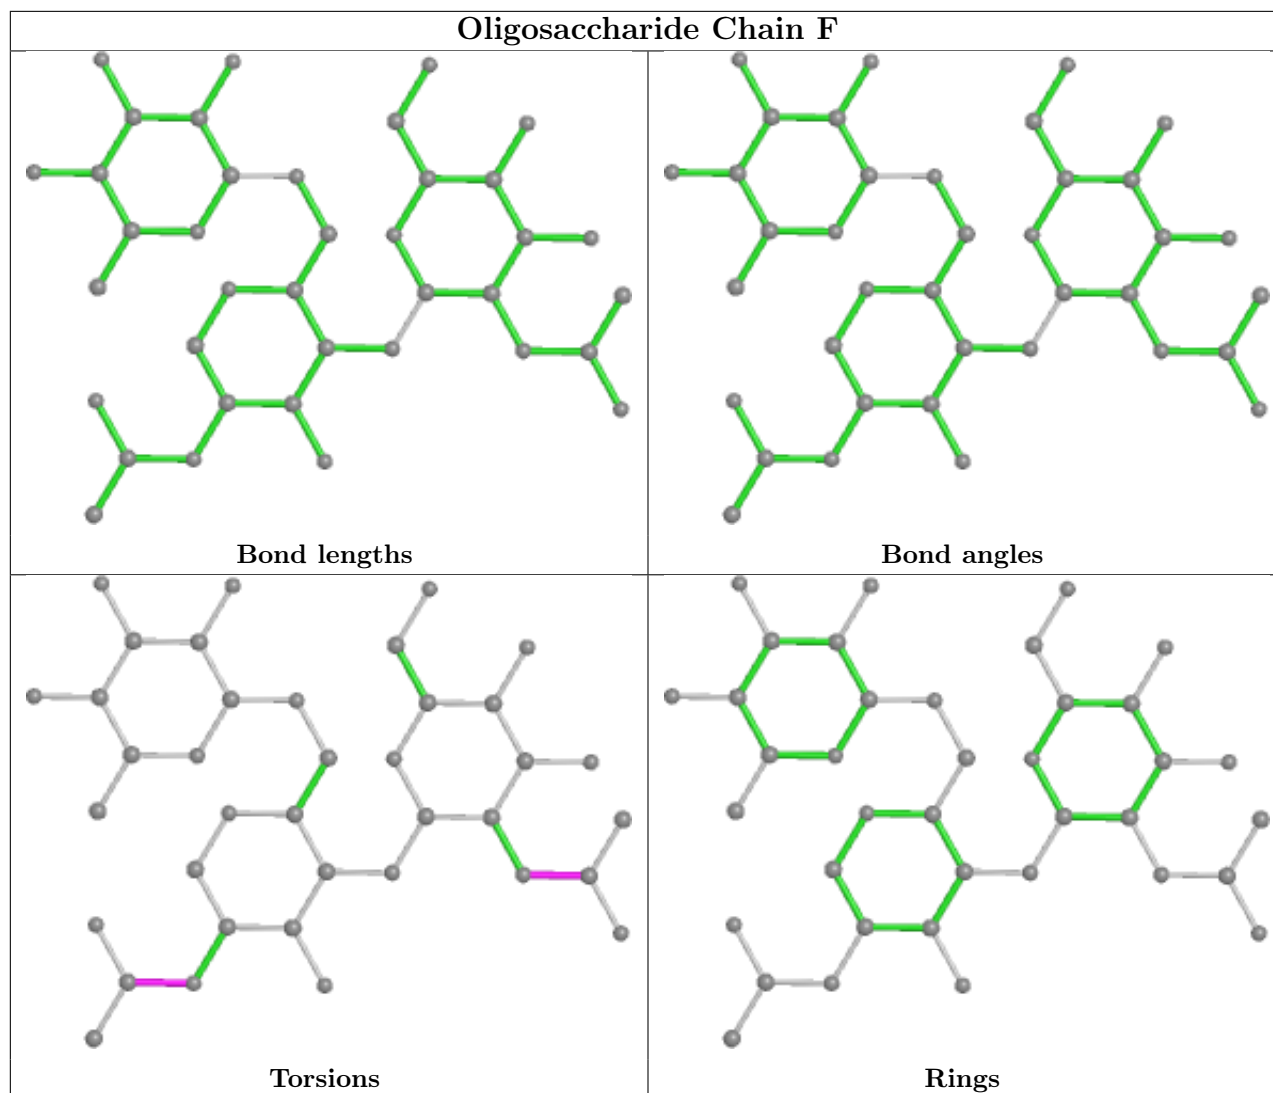 Oligosaccharide Chain F
Bond lengths
Bond angles
Torsions
Rings